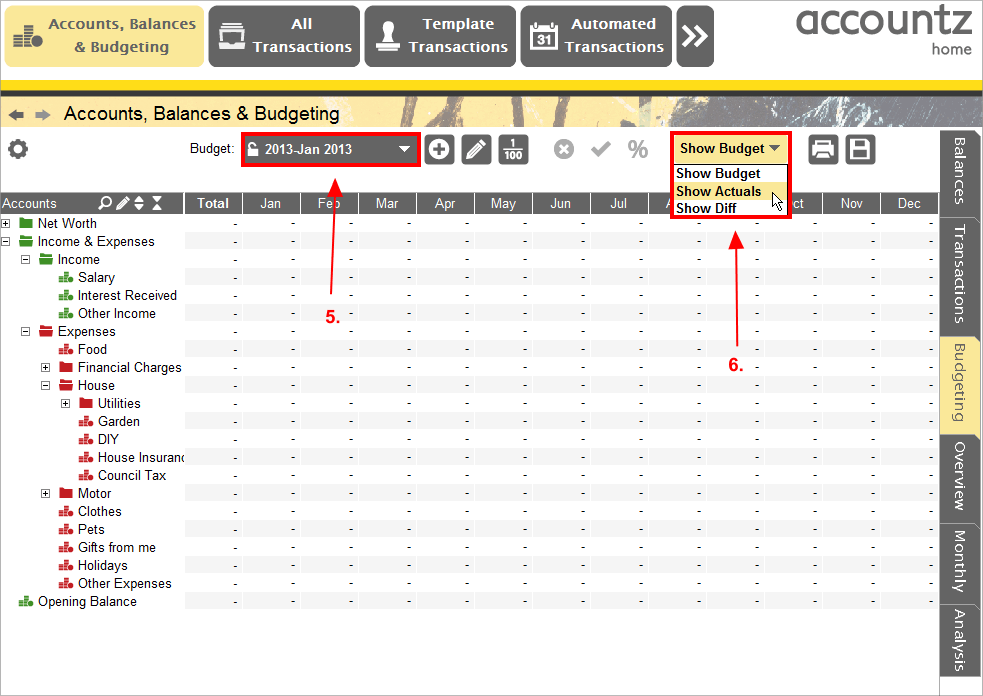 Accounts, Balances
& Budgeting
All
Transactions
Template
Transactions
31
Automated
Transactions
accountz
home
Accounts, Balances & Budgeting
Budget:
2013-Jan 2013
1
100
%
Show Budget
Show Budget
Show Actuals
Show Diff
Accounts
Total
Jan
Feb
Mar
Apr
May
Jun
Jul
Nov
Dec
Net Worth
Income & Expenses
Income
Salary
Interest Received
Other Income
5.
Expenses
Food
6.
Financial Charges
House
Utilities
Garden
DIY
House Insuranc
Council Tax
Motor
Clothes
Pets
Gifts from me
Holidays
Other Expenses
Opening Balance
Balances
Transactions
Budgeting
Overview
Monthly
Analysis